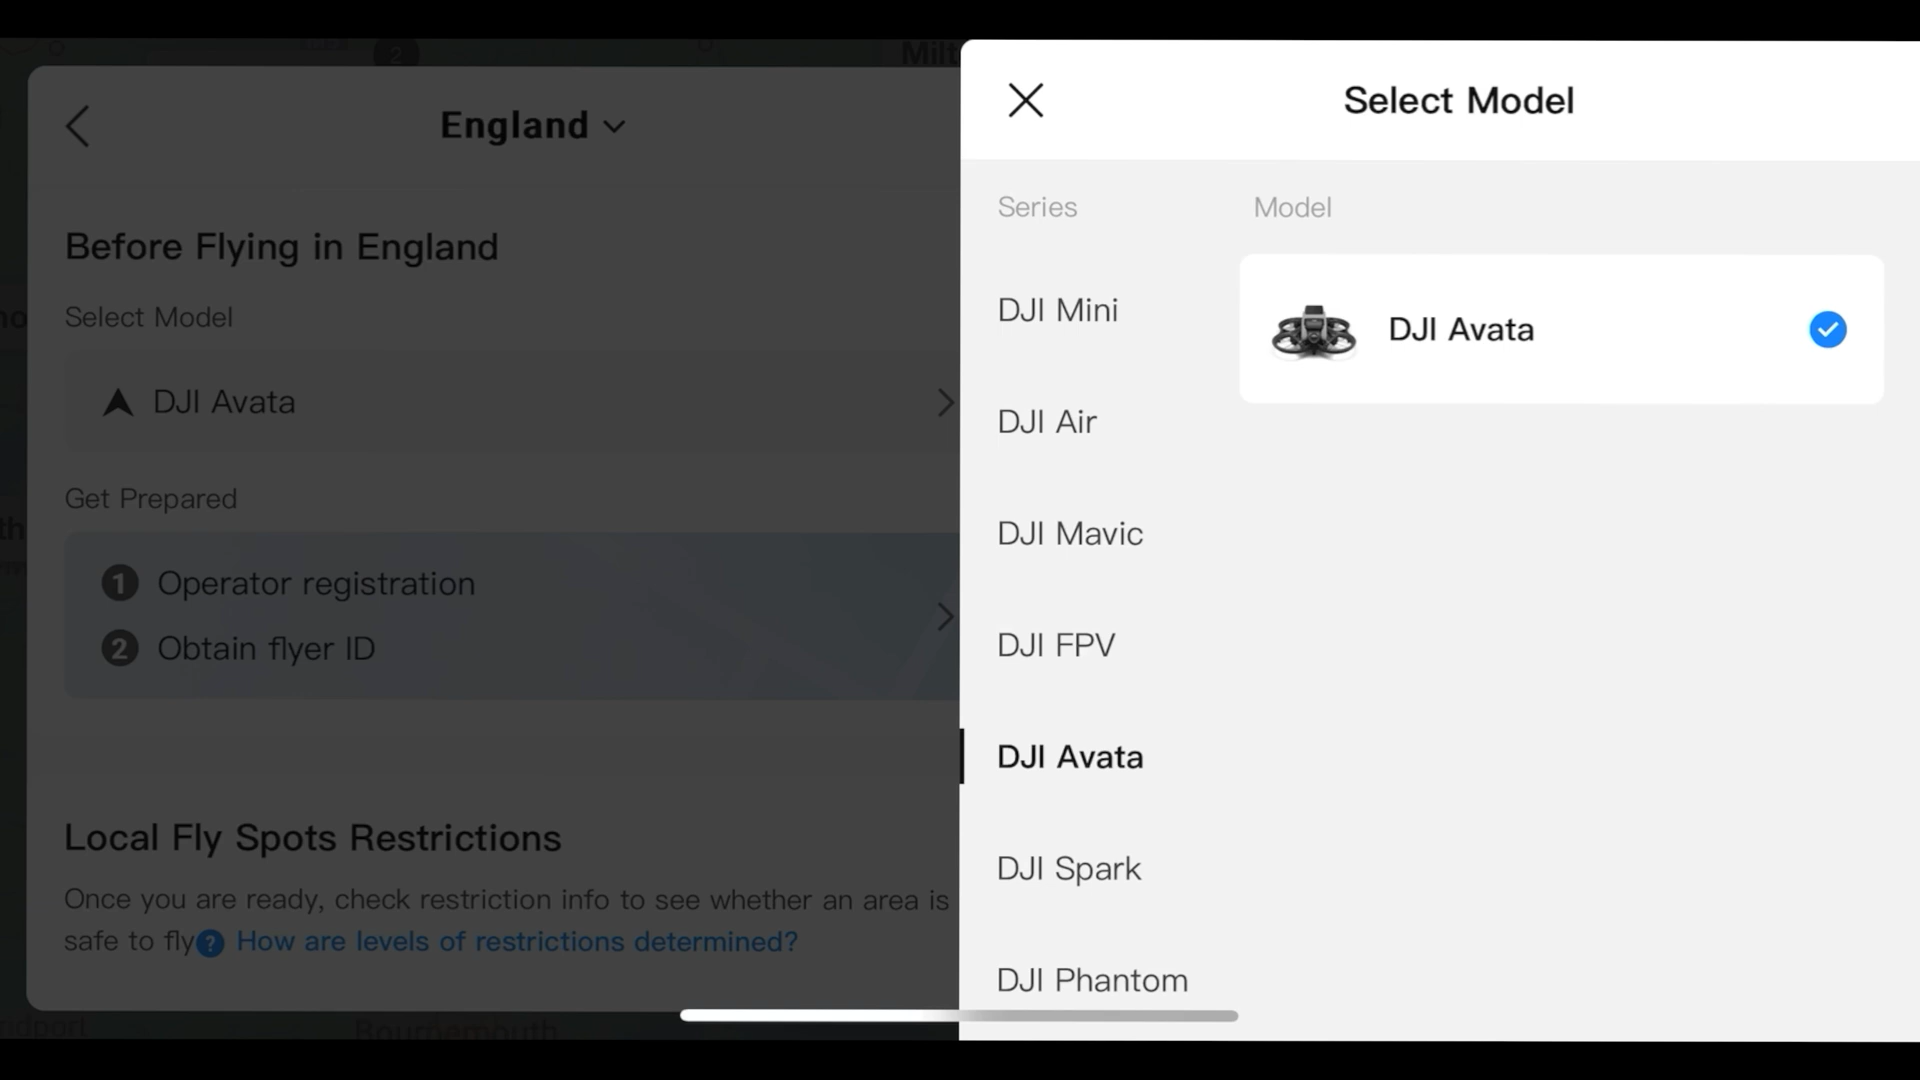 2
England
Before Flying in England
Select Model
DJI Avata
Get Prepared
1 Operator registration
2 Obtain flyer ID
Local Fly Spots Restrictions
Once you are ready, check restriction info to see whether an area is
safe to fly? How are levels of restrictions determined?
Bournemouth
Select Model
Series
Model
DJI Mini
DJI Air
DJI Mavic
DJI FPV
DJI Avata
DJI Spark
DJI Phantom
DJI Avata